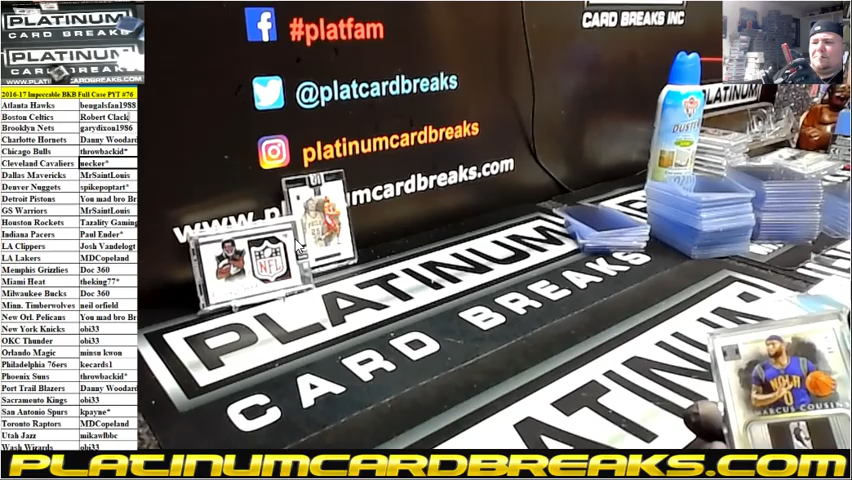 PLATINUM
CARD BREAKS
PLATINUM
CARD BREAKS
PLATINUMCARDBREAKS.COM
2016-17 Impeccable BKB Full Case PYT #76
Atlanta Hawks bengalsfan1988
Boston Celtics Robert Clack
Brooklyn Nets garydixon1986
Charlotte Hornets Danny Woodard
Chicago Bulls throwbackid*
Cleveland Cavaliers necker*
Dallas Mavericks MrSaintLouis
Denver Nuggets spikepoptart*
Detroit Pistons You mad bro Br
GS Warriors MrSaintLouis
Houston Rockets Tazality Gaming
Indiana Pacers Paul Ender*
LA Clippers Josh Vandelogt
LA Lakers MDCopeland
Memphis Grizzlies Doc 360
Miami Heat theking77*
Milwaukee Bucks Doc 360
Minn. Timberwolves neil orfield
New Orl. Pelicans You mad bro Br
New York Knicks obi33
OKC Thunder obi33
Orlando Magic minsu kwon
Philadelphia 76ers kecards1
Phoenix Suns throwbackid*
Port Trail Blazers Danny Woodard
Sacramento Kings obi33
San Antonio Spurs kpayne*
Toronto Raptors MDCopeland
Utah Jazz mikawlbbc
Wash Wizards obi33
#platfam
@platcardbreaks
platinumcardbreaks
www.platinumcardbreaks.com
CARD BREAKS INC
DUSTER
PLATINUM
NFL
PLATINUM
CARD BREAKS
PLATINUM
NOLA
0
MARCUS COUSINS
PLATINUMCARDBREAKS.COM